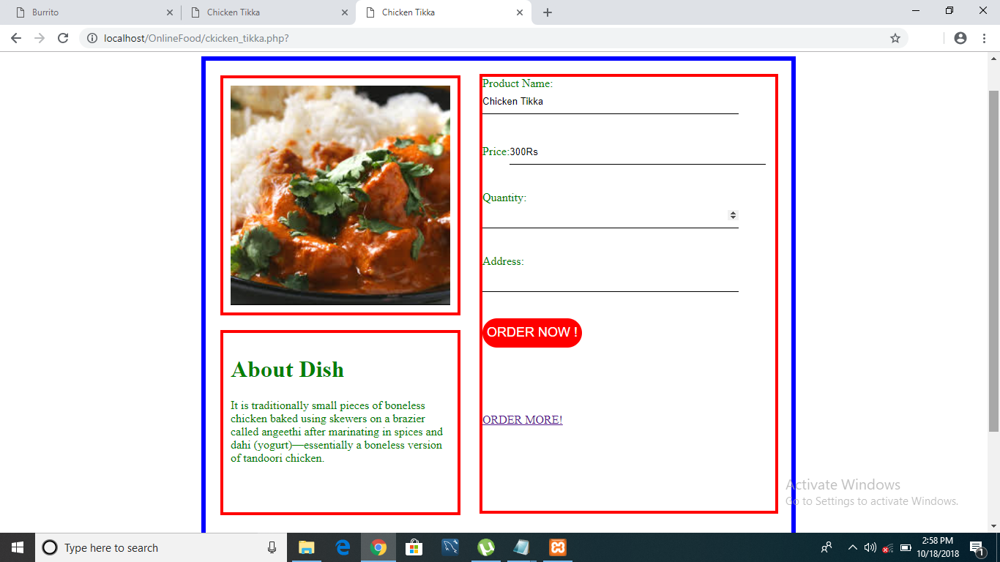 Burrito
Chicken Tikka
Chicken Tikka
localhost/OnlineFood/ckicken_tikka.php?
Product Name:
Chicken Tikka
Price:300Rs
Quantity:
Address:
ORDER NOW !
ORDER MORE!
About Dish
It is traditionally small pieces of boneless
chicken baked using skewers on a brazier
called angeethi after marinating in spices and
dahi (yogurt)—essentially a boneless version
of tandoori chicken.
Activate Windows
Go to Settings to activate Windows.
Type here to search
2:58 PM
10/18/2018
1